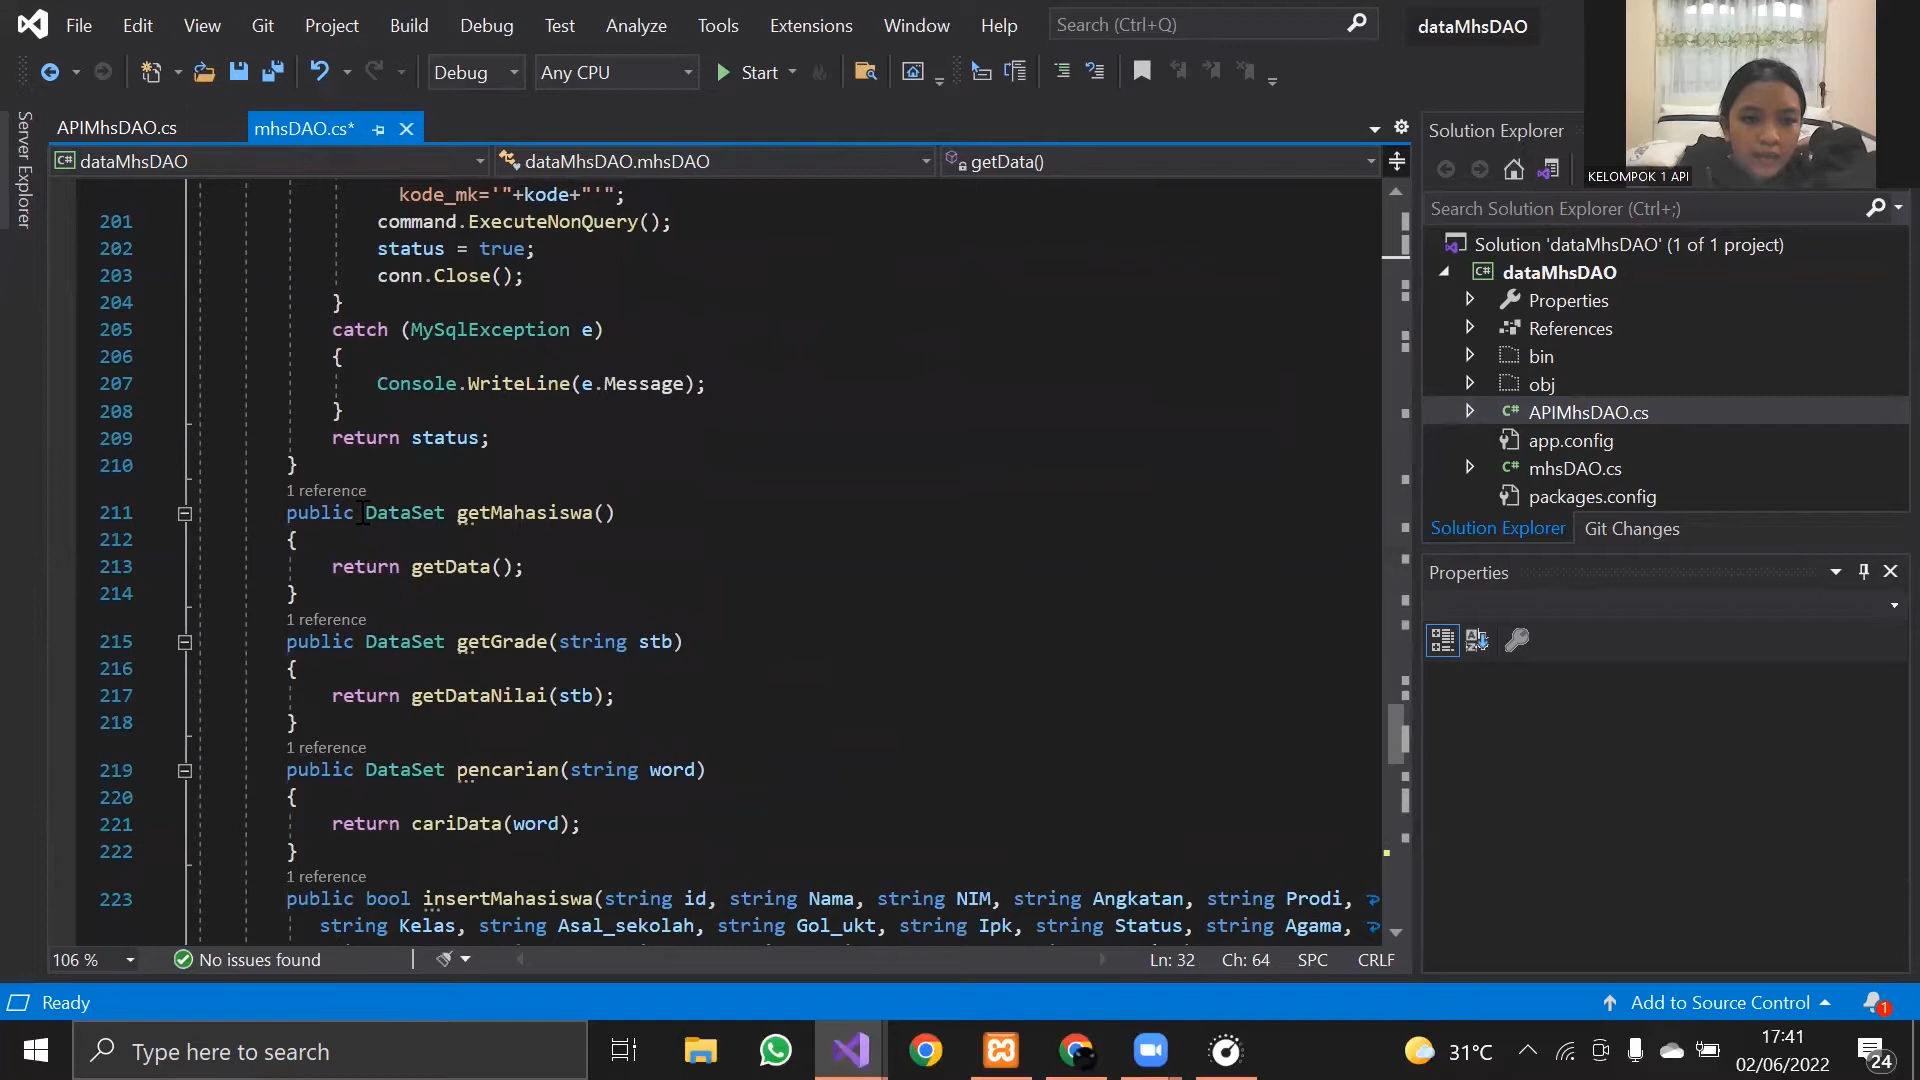 File Edit View Git Project Build Debug Test Analyze Tools Extensions Window Help Search (Ctrl+Q) dataMhsDAO
Debug Any CPU Start
Server Explorer
APIMhsDAO.cs mhsDAO.cs*
C# dataMhsDAO dataMhsDAO.mhsDAO getData()
kode_mk='"+kode+"'";
201 command.ExecuteNonQuery();
202 status = true;
203 conn.Close();
204 }
205 catch (MySqlException e)
206 {
207 Console.WriteLine(e.Message);
208 }
209 return status;
210 }
1 reference
211 public DataSet getMahasiswa()
212 {
213 return getData();
214 }
1 reference
215 public DataSet getGrade(string stb)
216 {
217 return getDataNilai(stb);
218 }
1 reference
219 public DataSet pencarian(string word)
220 {
221 return cariData(word);
222 }
1 reference
223 public bool insertMahasiswa(string id, string Nama, string NIM, string Angkatan, string Prodi,
string Kelas, string Asal_sekolah, string Gol_ukt, string Ipk, string Status, string Agama,
106 % No issues found Ln: 32 Ch: 64 SPC CRLF
Solution Explorer
KELOMPOK 1 API
Search Solution Explorer (Ctrl+;)
Solution 'dataMhsDAO' (1 of 1 project)
C# dataMhsDAO
Properties
References
bin
obj
C# APIMhsDAO.cs
app.config
C# mhsDAO.cs
packages.config
Solution Explorer Git Changes
Properties
Ready Add to Source Control 1
Type here to search 31°C 17:41
02/06/2022 24